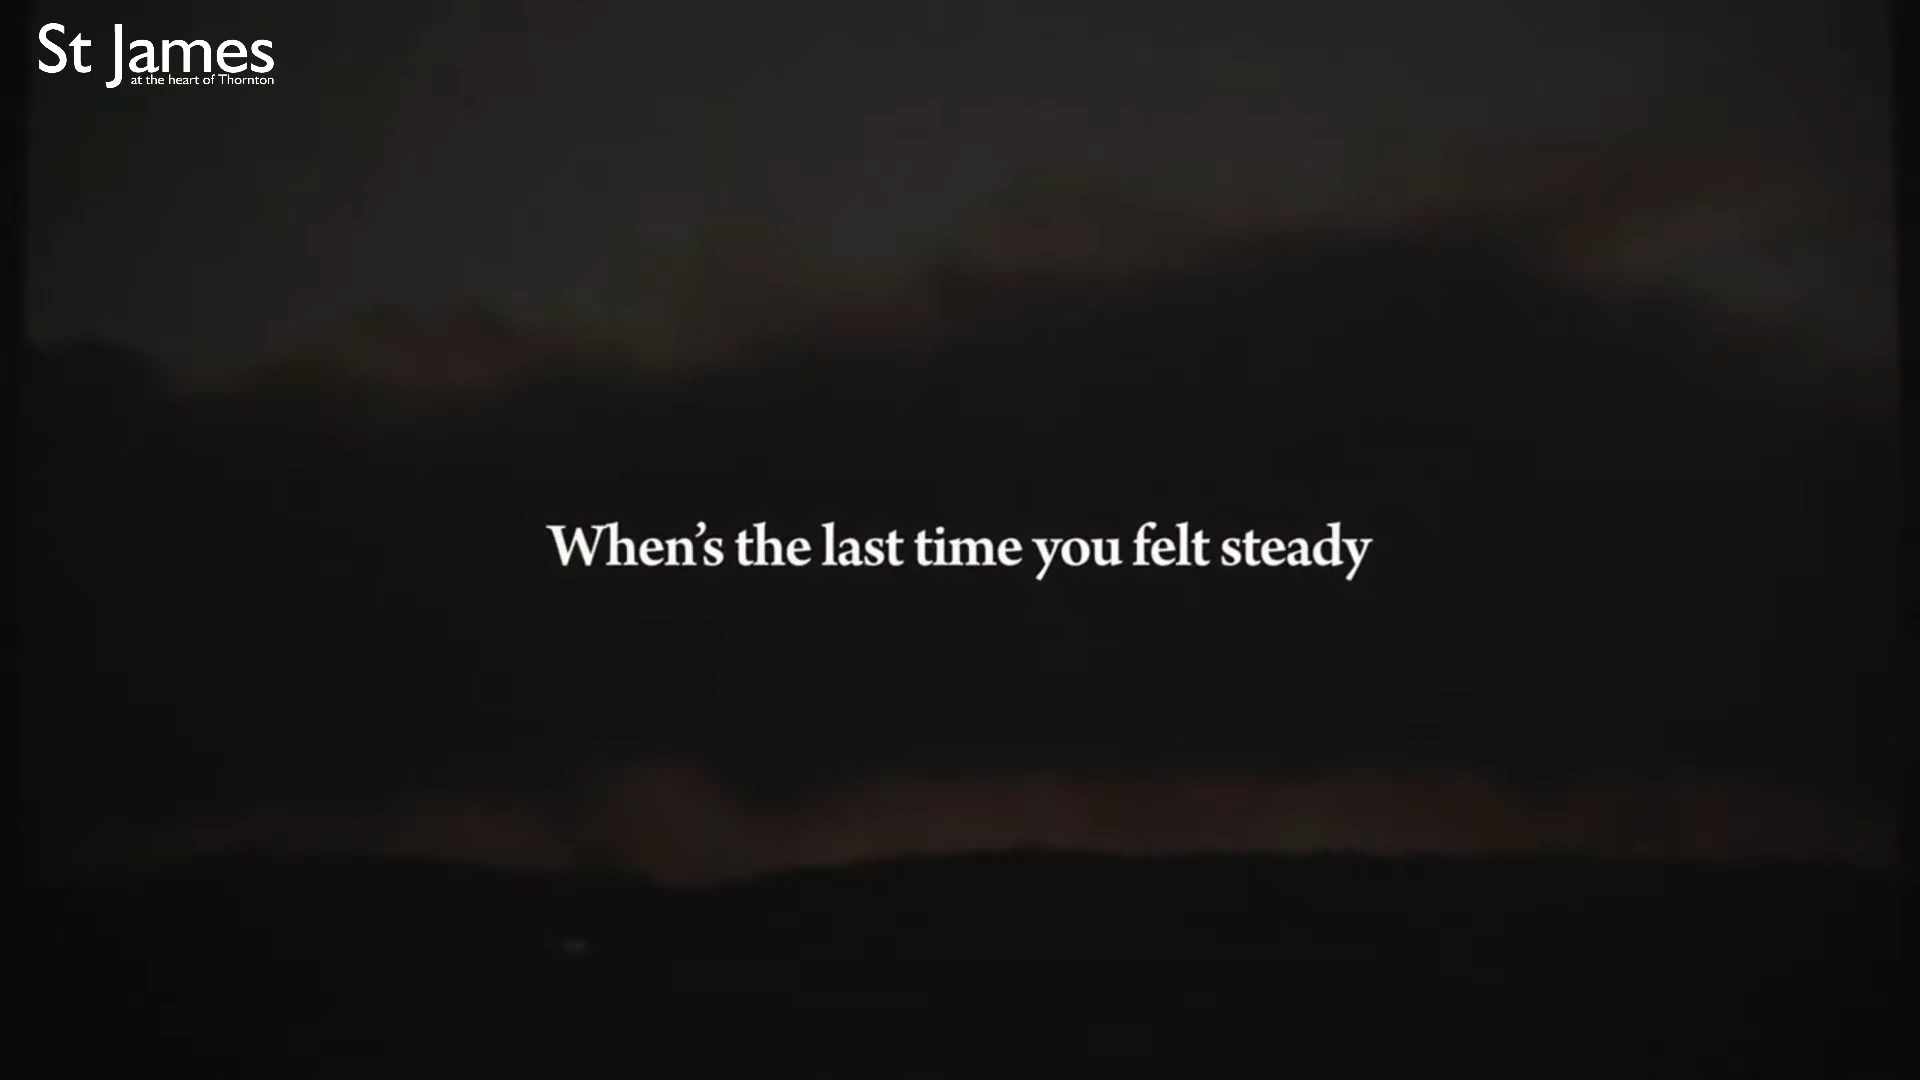 St James
at the heart of Thornton
When’s the last time you felt steady